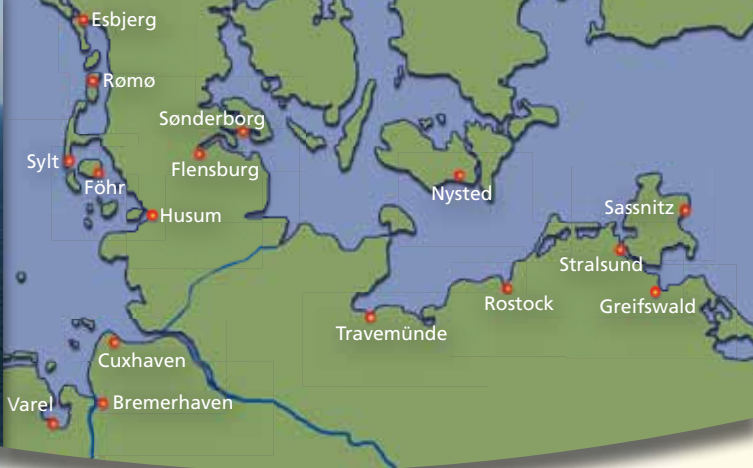 Esbjerg
Rømø
Sønderborg
Sylt
Flensburg
Föhr
Nysted
Sassnitz
Husum
Stralsund
Rostock
Greifswald
Travemünde
Cuxhaven
Varel
Bremerhaven